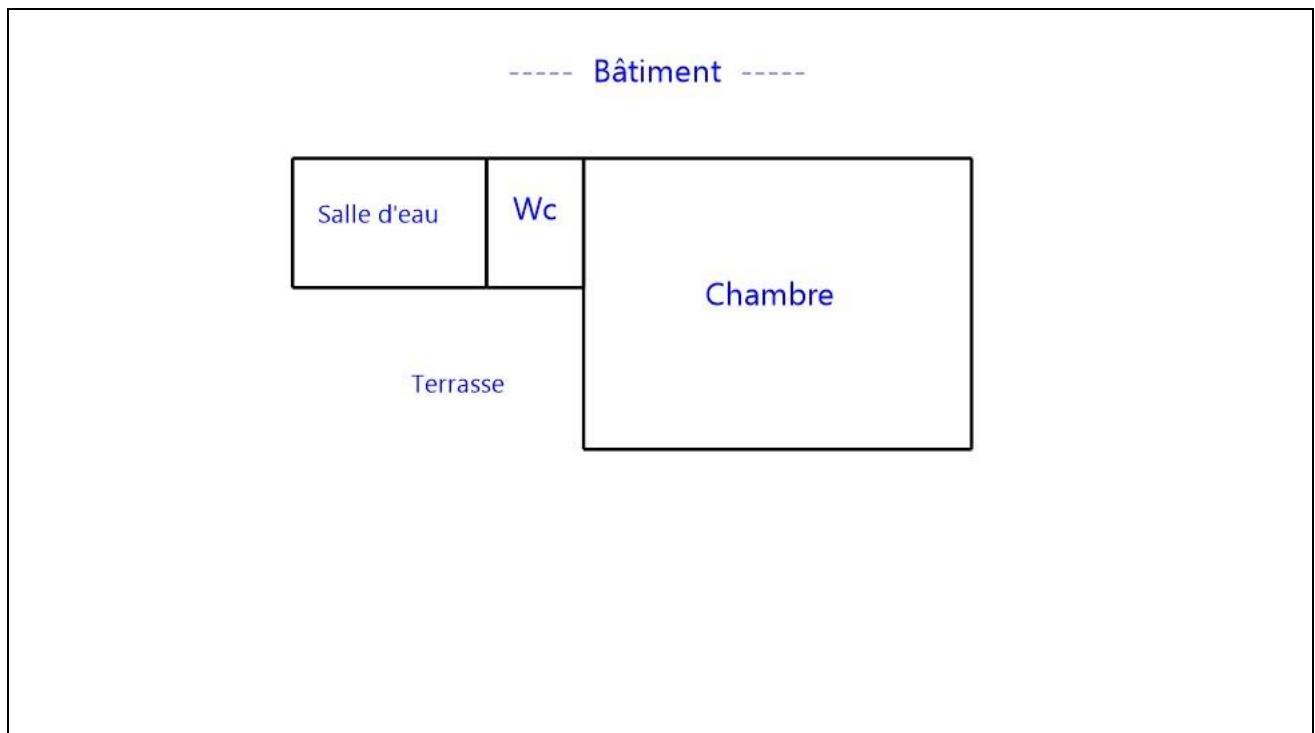 ----- Bâtiment -----
Salle d'eau
Wc
Chambre
Terrasse